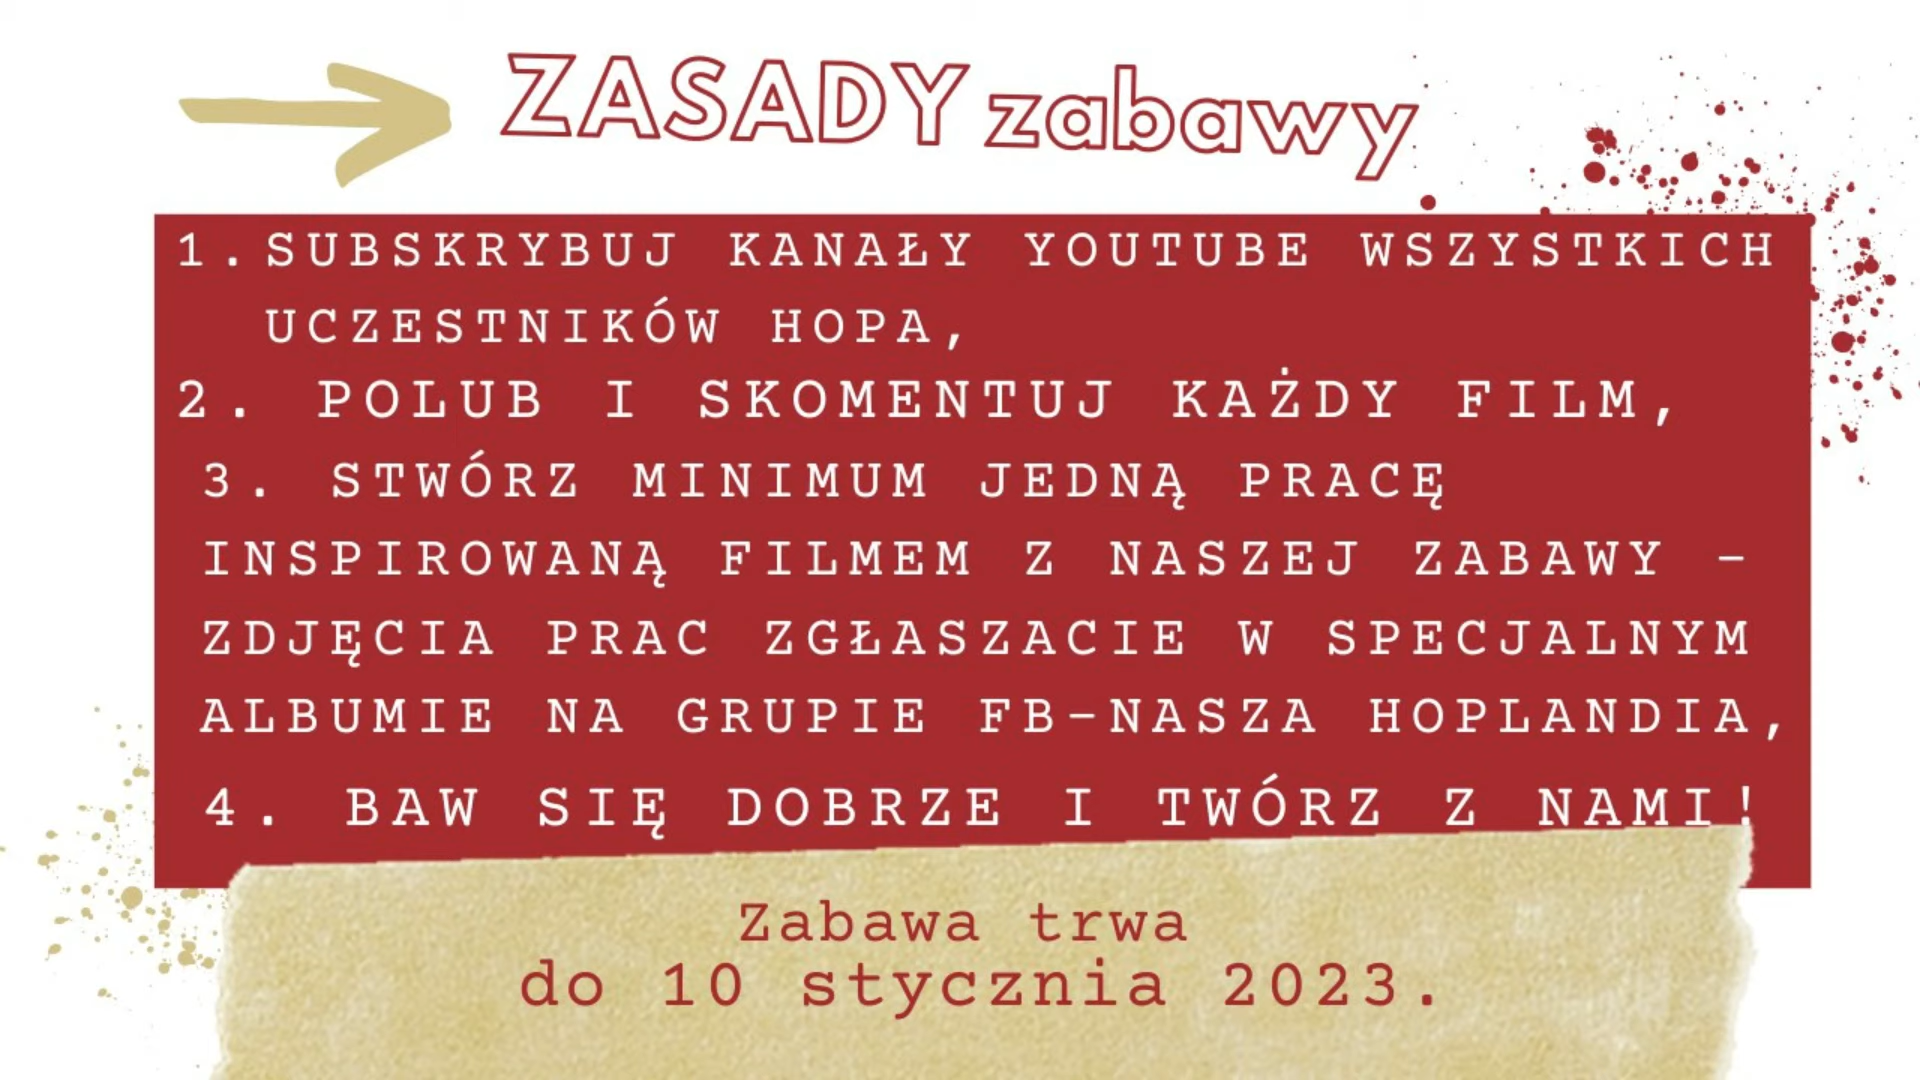 ZASADY zabawy
1. SUBSKRYBUJ KANAŁY YOUTUBE WSZYSTKICH
UCZESTNIKÓW HOPA,
2. POLUB I SKOMENTUJ KAŻDY FILM,
3. STWÓRZ MINIMUM JEDNĄ PRACĘ
INSPIROWANĄ FILMEM Z NASZEJ ZABAWY -
ZDJĘCIA PRAC ZGŁASZACIE W SPECJALNYM
ALBUMIE NA GRUPIE FB-NASZA HOPLANDIA,
4. BAW SIĘ DOBRZE I TWÓRZ Z NAMI!
Zabawa trwa
do 10 stycznia 2023.